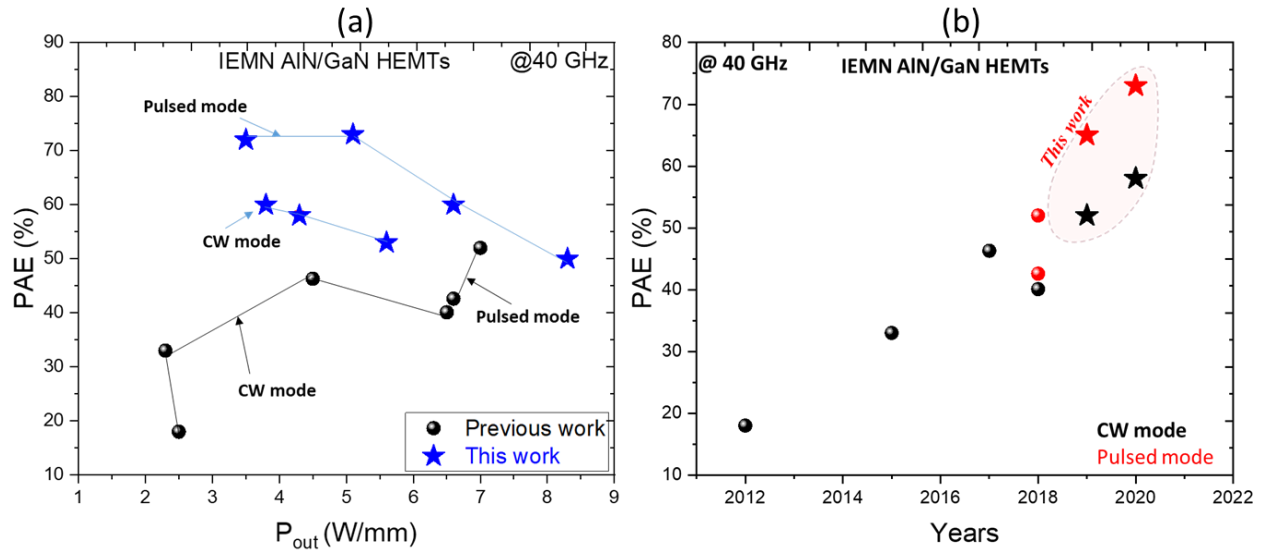 (a)
IEMN AlN/GaN HEMTs @40 GHz
Pulsed mode
CW mode
CW mode
Pulsed mode
Previous work
This work
90
80
70
60
50
40
30
20
10
1 2 3 4 5 6 7 8 9
PAE (%)
Pout (W/mm)
(b)
@ 40 GHz IEMN AlN/GaN HEMTs
This work
CW mode
Pulsed mode
80
70
60
50
40
30
20
10
2012 2014 2016 2018 2020 2022
PAE (%)
Years